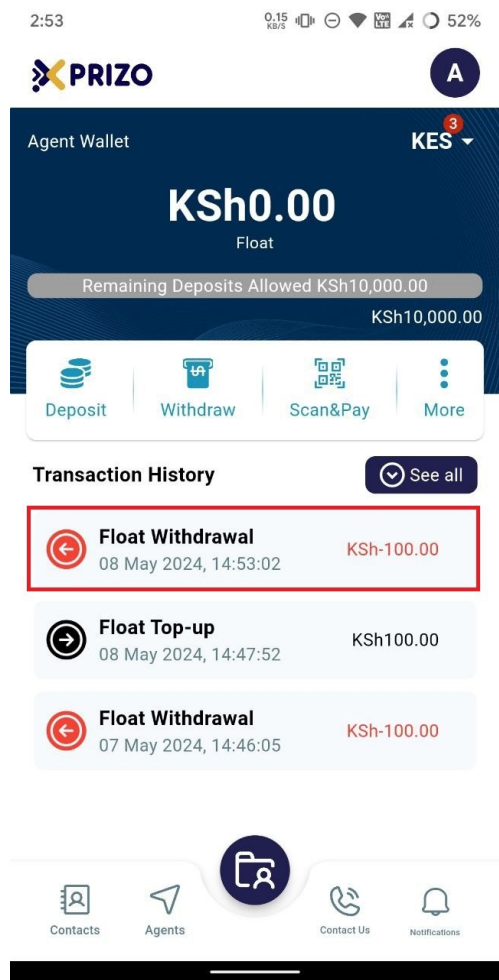 2:53 0.15 KB/S Vo LTE 52%
XPRIZO A
Agent Wallet KES 3
KSh0.00
Float
Remaining Deposits Allowed KSh10,000.00
KSh10,000.00
Deposit Withdraw Scan&Pay More
Transaction History See all
Float Withdrawal
08 May 2024, 14:53:02 KSh-100.00
Float Top-up
08 May 2024, 14:47:52 KSh100.00
Float Withdrawal
07 May 2024, 14:46:05 KSh-100.00
Contacts Agents Contact Us Notifications